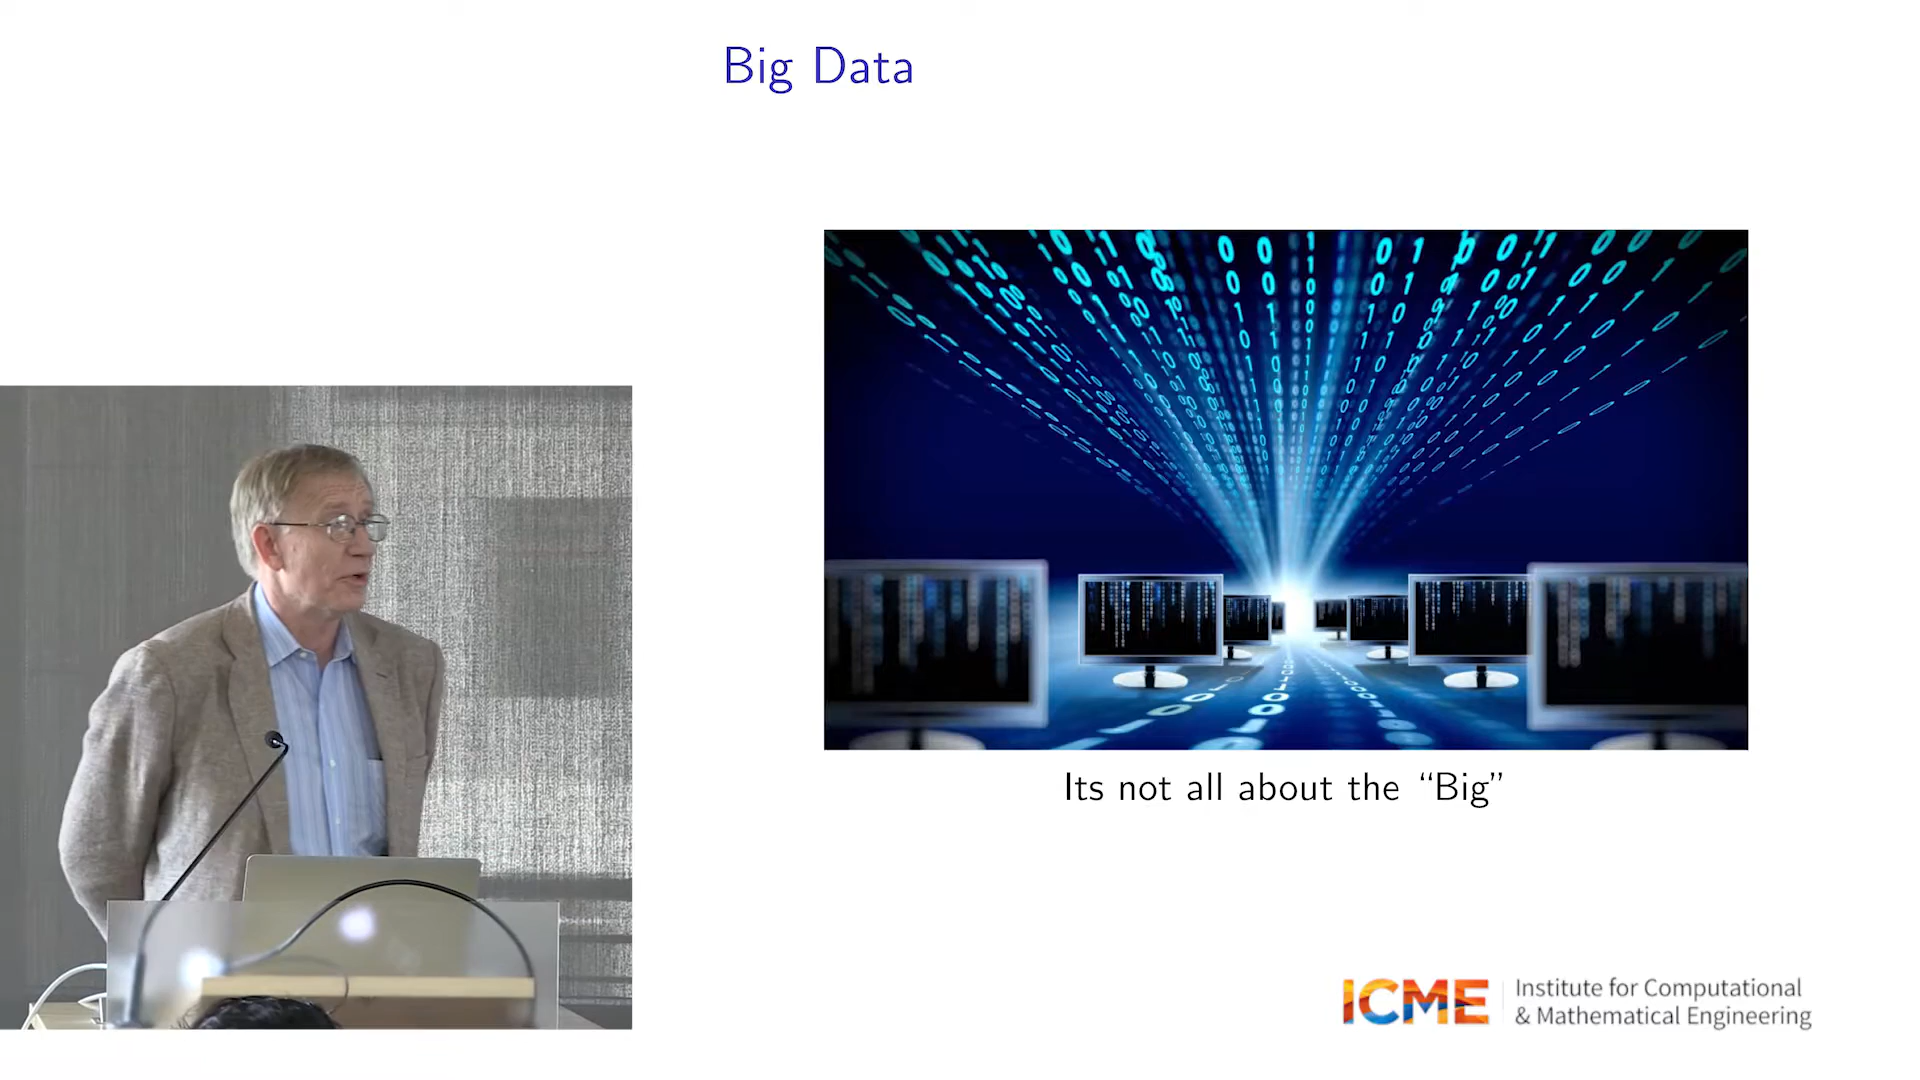 Big Data
Its not all about the “Big”
ICME
Institute for Computational
& Mathematical Engineering